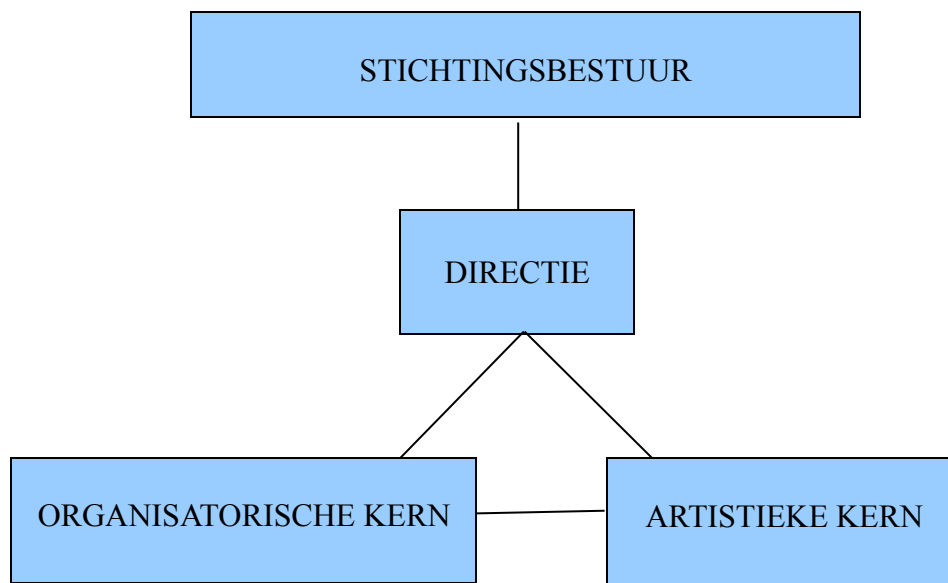 STICHTINGSBESTUUR
DIRECTIE
ORGANISATORISCHE KERN
ARTISTIEKE KERN